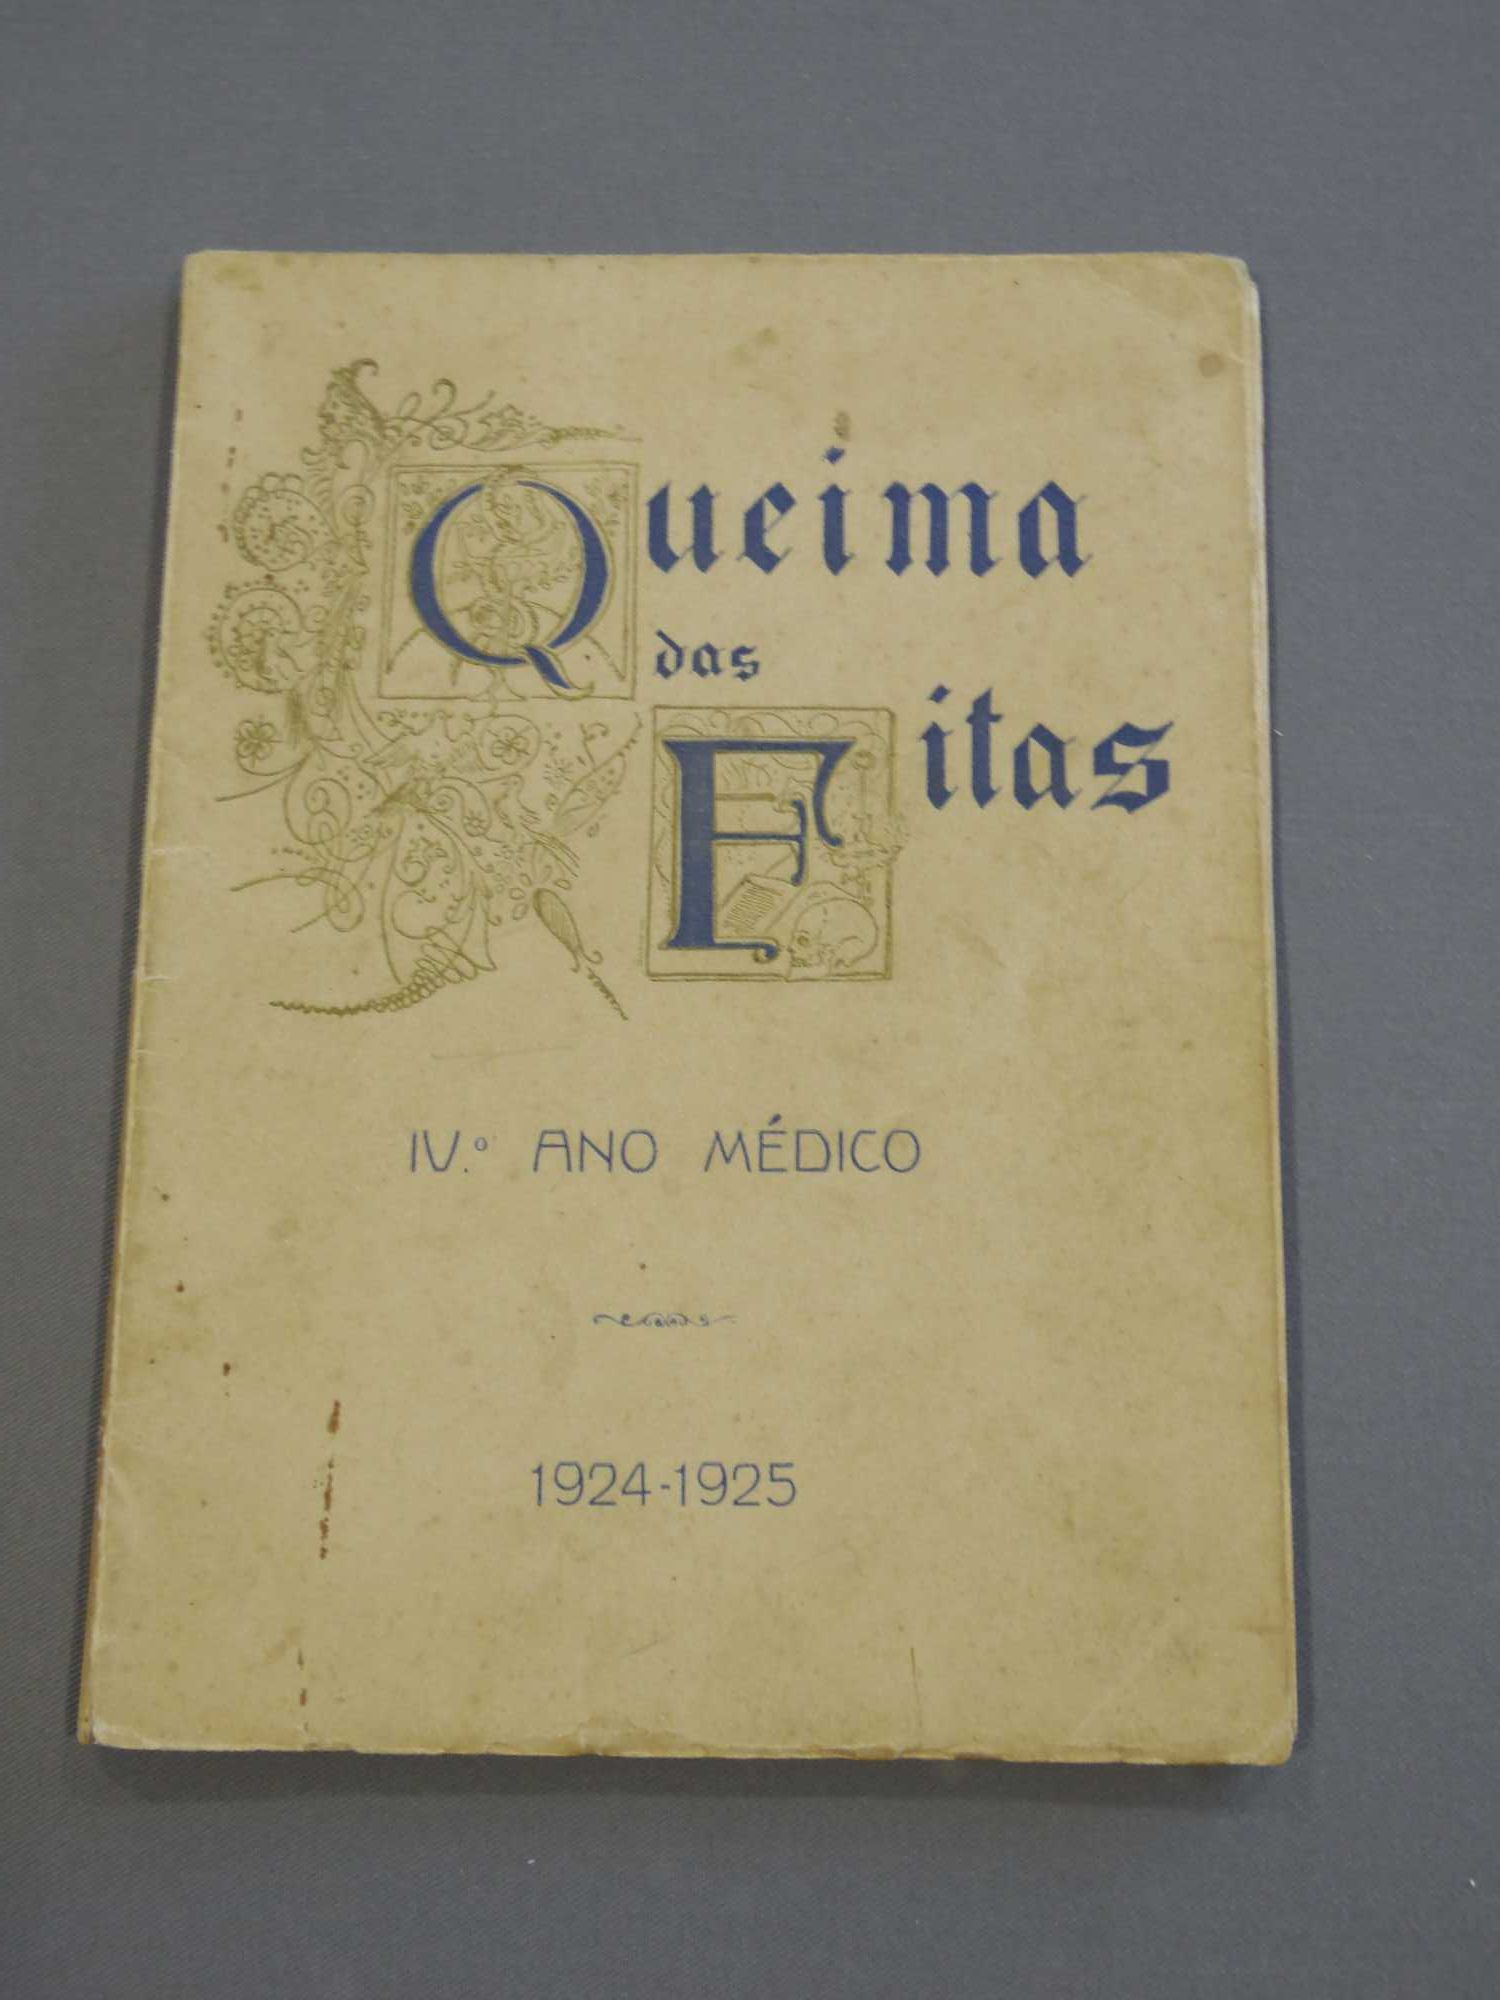 Queima
das
Fitas
IV.º ANO MÉDICO
1924-1925